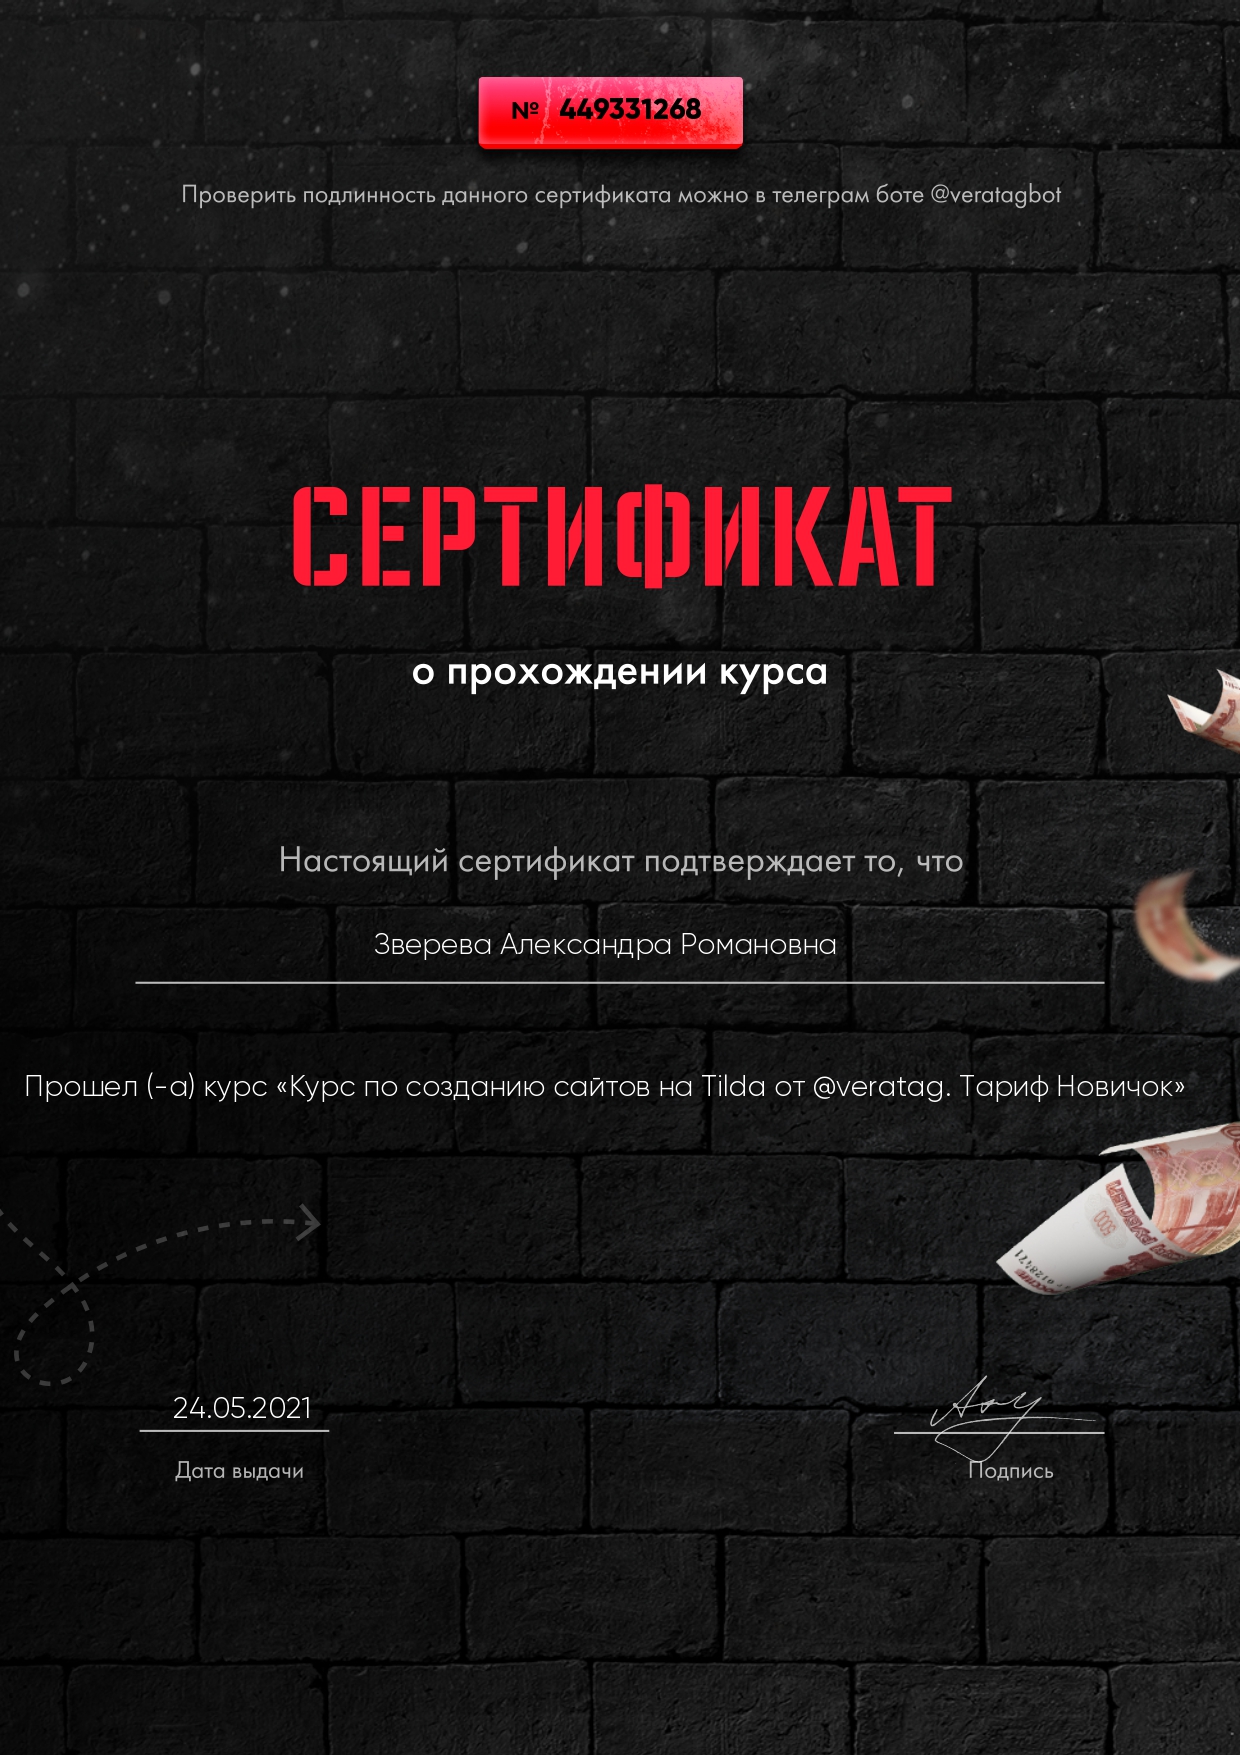 № 449331268
Проверить подлинность данного сертификата можно в телеграм боте @veratagbot
СЕРТИФИКАТ
о прохождении курса
Настоящий сертификат подтверждает то, что
Зверева Александра Романовна
Прошел (-а) курс «Курс по созданию сайтов на Tilda от @veratag. Тариф Новичок»
24.05.2021
Дата выдачи
Подпись